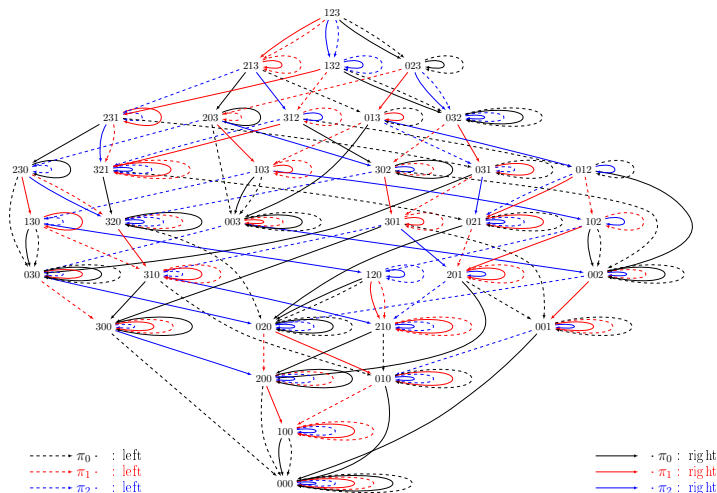 123
213 132 023
231 203 312 013 032
230 321 103 302 031 012
130 320 003 301 021 102
030 310 120 201 002
300 020 210 001
200 010
100
000
π₀ · : left · π₀ : right
π₁ · : left · π₁ : right
π₂ · : left · π₂ : right